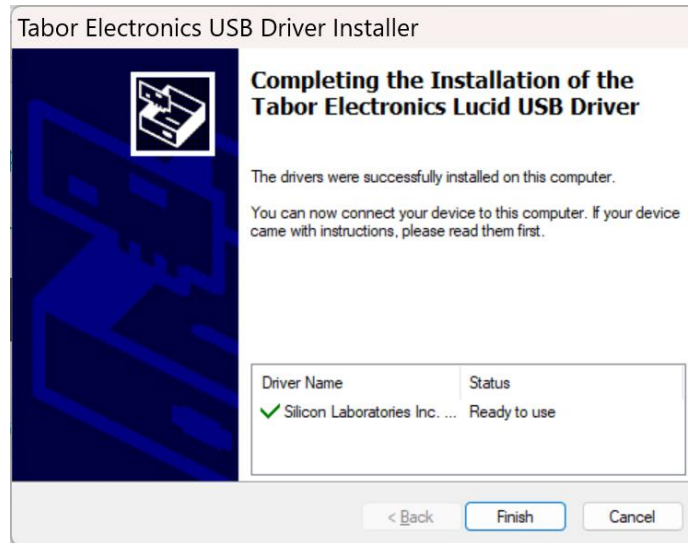 Tabor Electronics USB Driver Installer
Completing the Installation of the
Tabor Electronics Lucid USB Driver
The drivers were successfully installed on this computer.
You can now connect your device to this computer. If your device
came with instructions, please read them first.
Driver Name Status
Silicon Laboratories Inc. ... Ready to use
< Back Finish Cancel